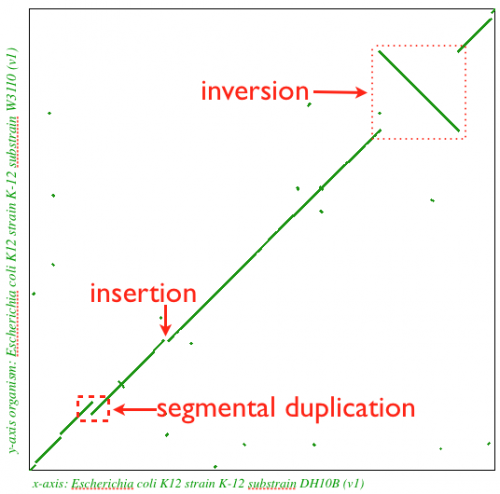 inversion
insertion
segmental duplication
y-axis organism: Escherichia coli K12 strain K-12 substrain W3110 (v1)
x-axis: Escherichia coli K12 strain K-12 substrain DH10B (v1)